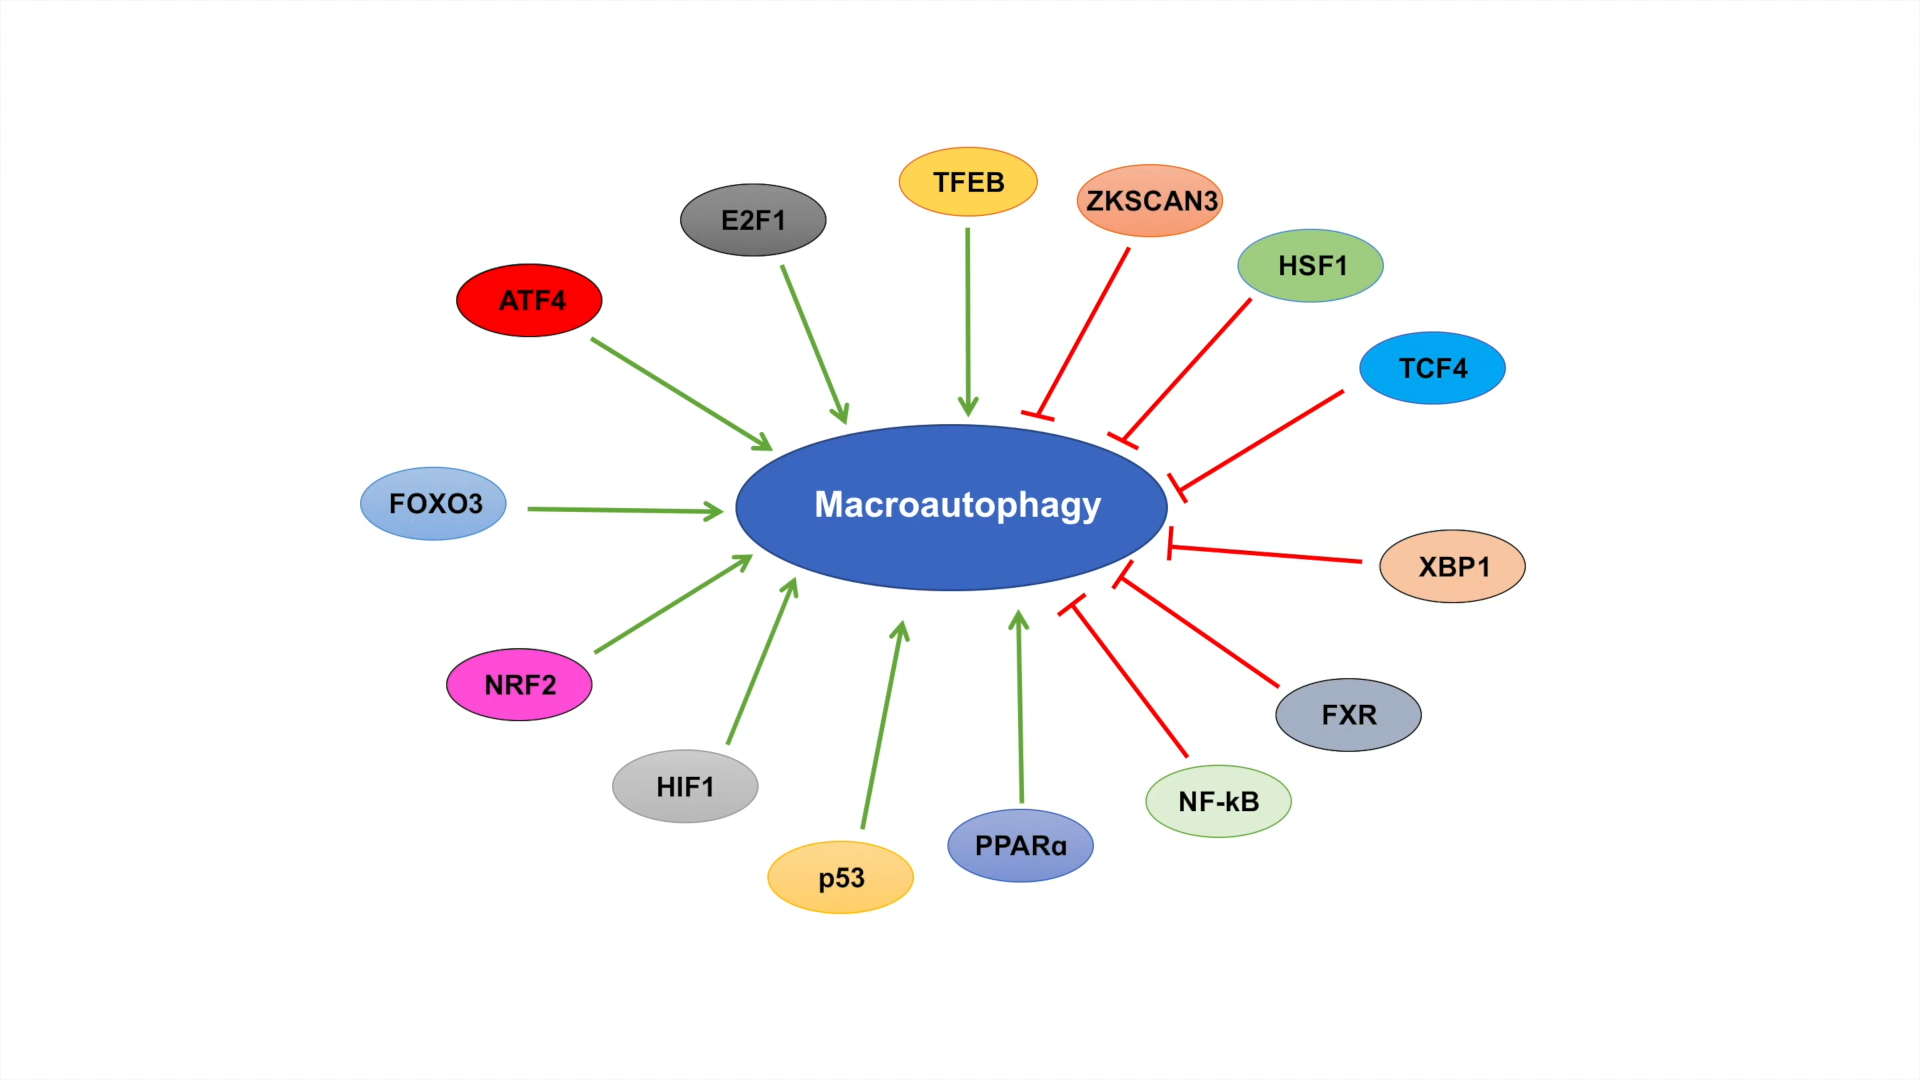 TFEB
ZKSCAN3
E2F1
HSF1
ATF4
TCF4
FOXO3
Macroautophagy
XBP1
NRF2
FXR
HIF1
NF-kB
PPARα
p53